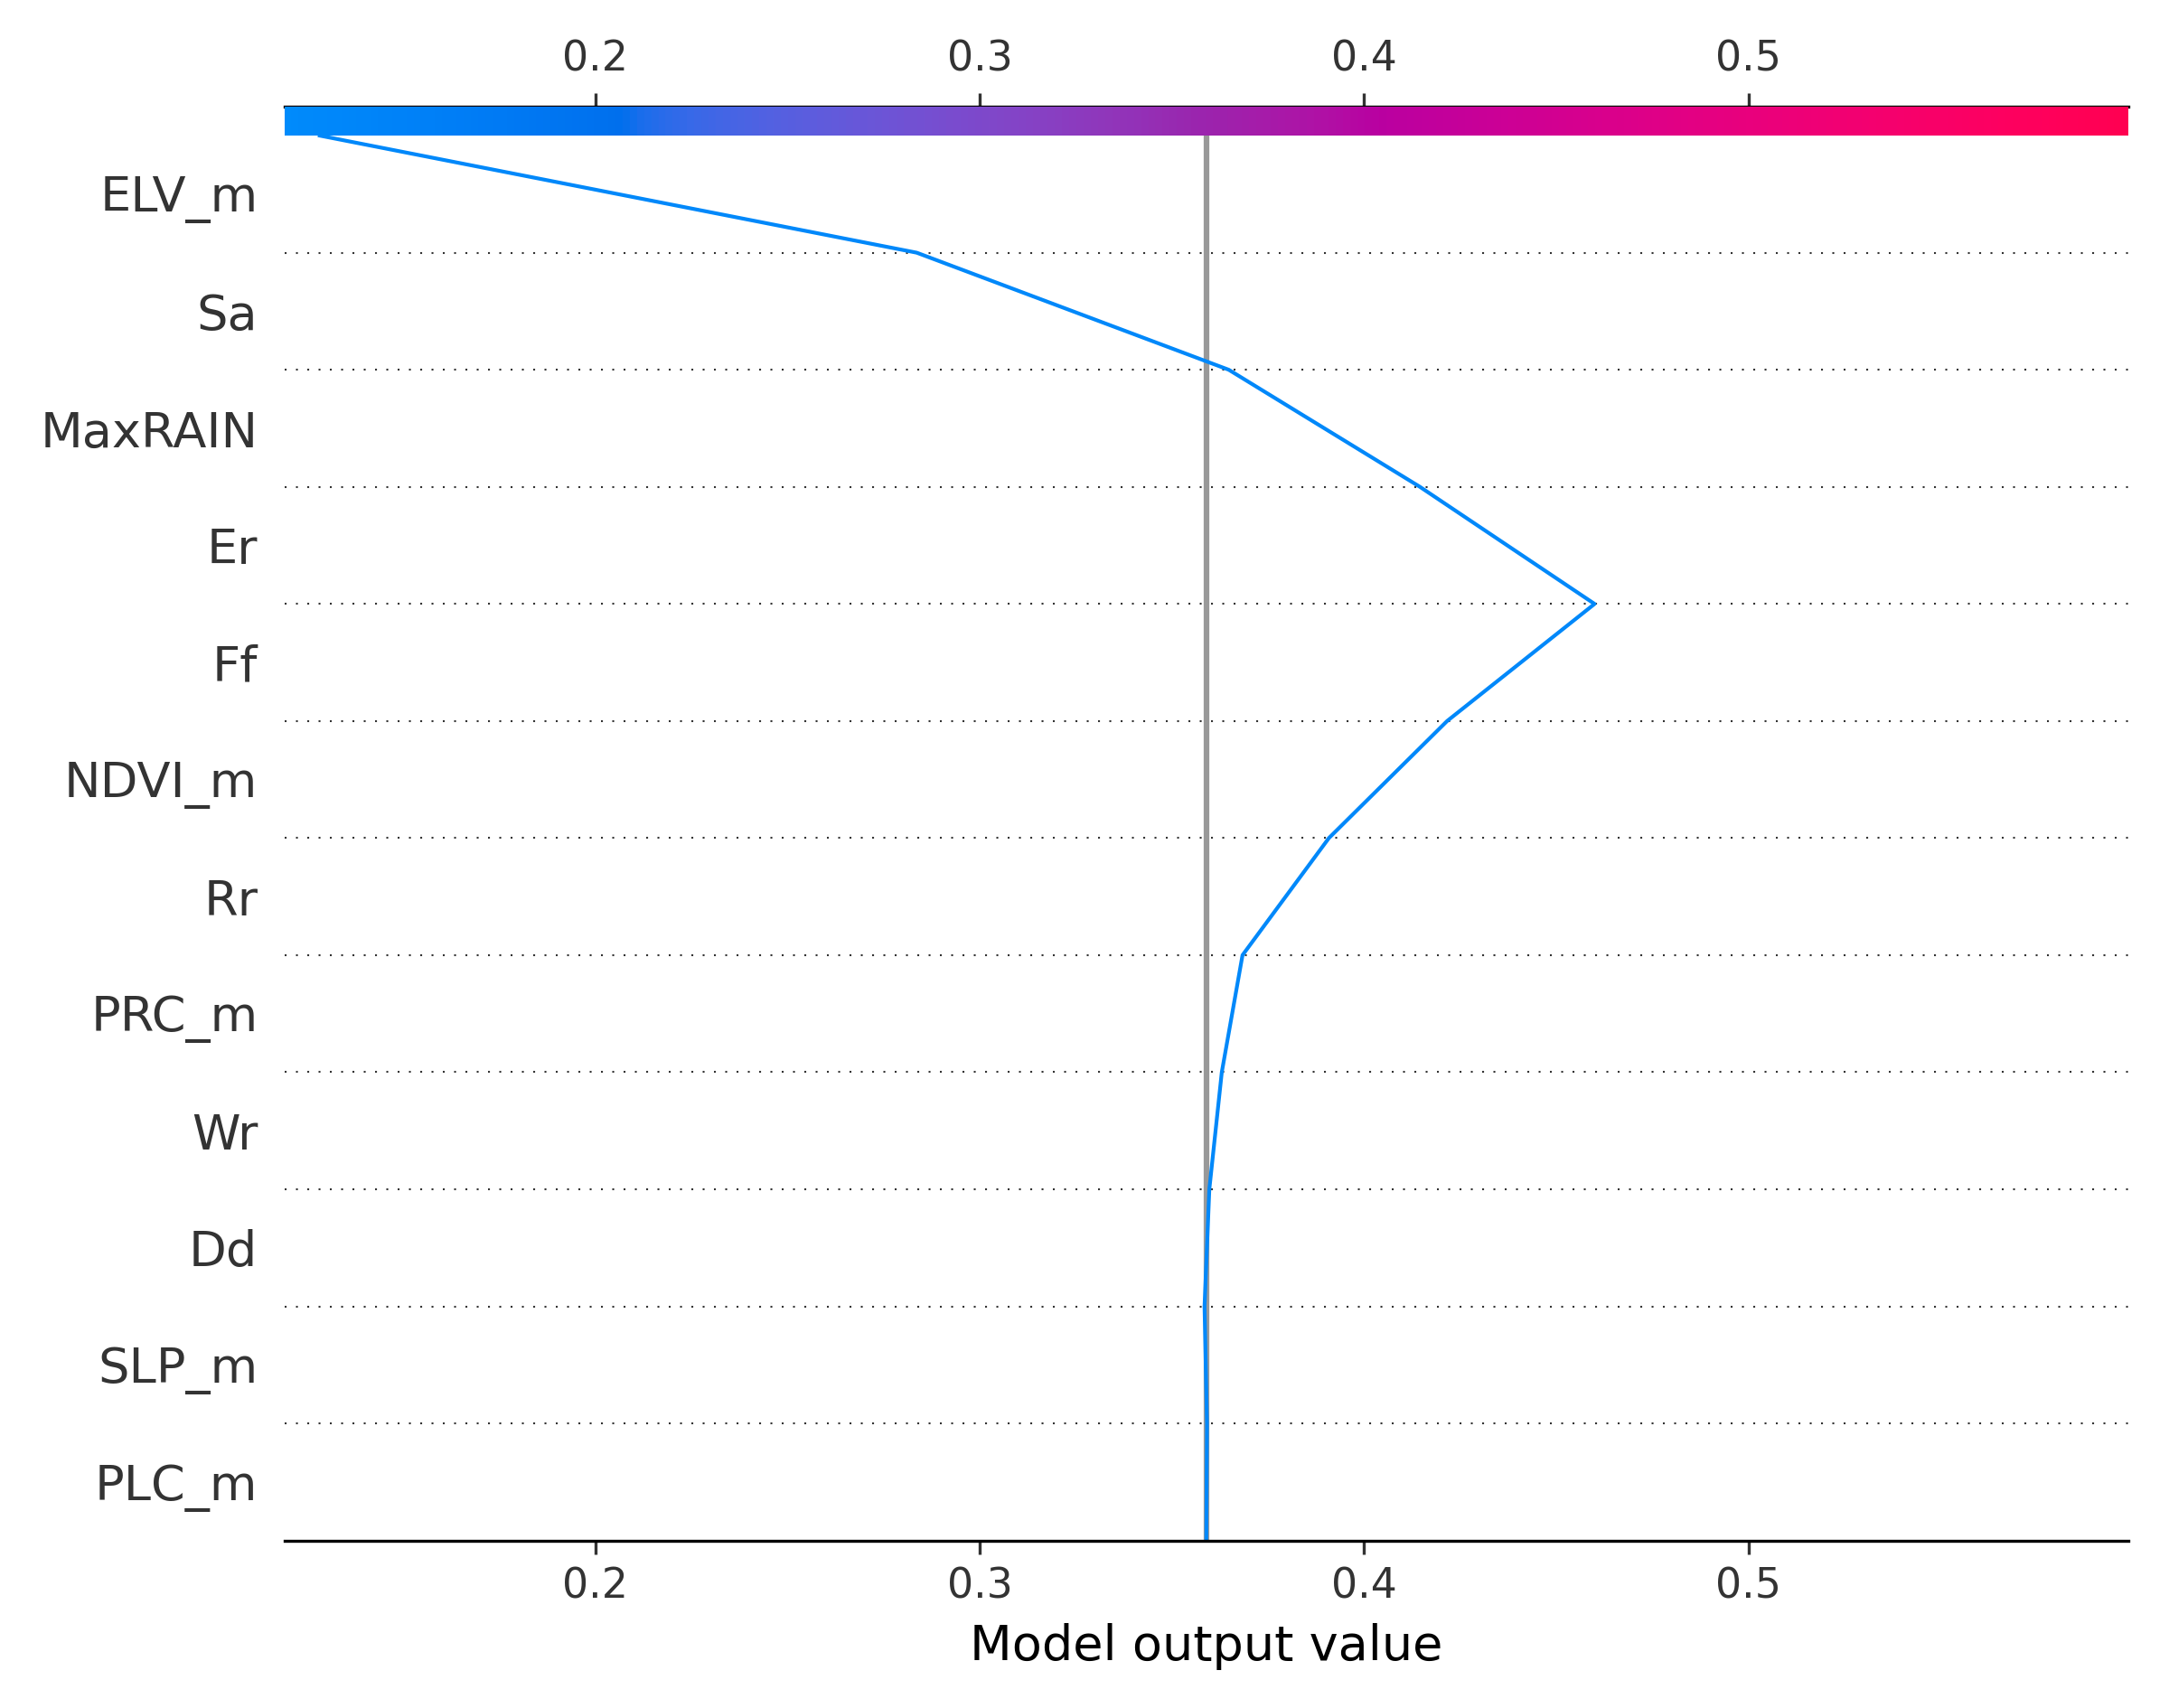 0.2 0.3 0.4 0.5
ELV_m
Sa
MaxRAIN
Er
Ff
NDVI_m
Rr
PRC_m
Wr
Dd
SLP_m
PLC_m
0.2 0.3 0.4 0.5
Model output value